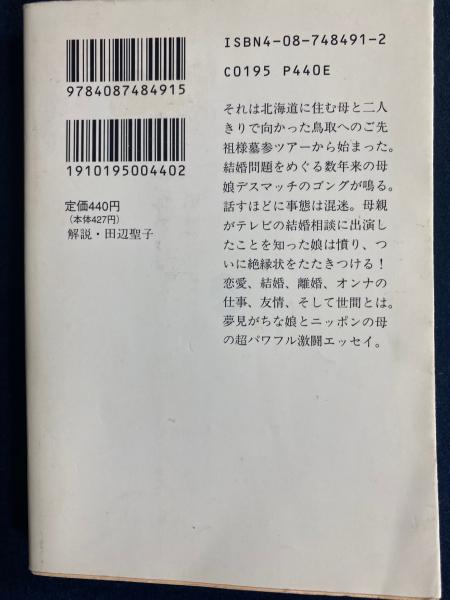 ISBN4-08-748491-2
C0195 P440E
9784087484915
1910195004402
定価440円
(本体427円)
解説・田辺聖子
それは北海道に住む母と二人
きりで向かった鳥取へのご先
祖様墓参ツアーから始まった。
結婚問題をめぐる数年来の母
娘デスマッチのゴングが鳴る。
話すほどに事態は混迷。母親
がテレビの結婚相談に出演し
たことを知った娘は憤り、つ
いに絶縁状をたたきつける！
恋愛、結婚、離婚、オンナの
仕事、友情、そして世間とは。
夢見がちな娘とニッポンの母
の超パワフル激闘エッセイ。